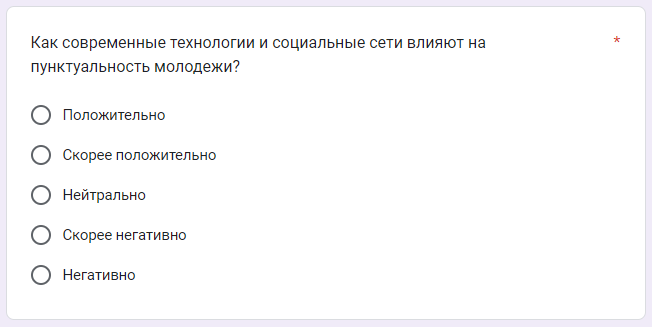 Как современные технологии и социальные сети влияют на *
пунктуальность молодежи?
Положительно
Скорее положительно
Нейтрально
Скорее негативно
Негативно